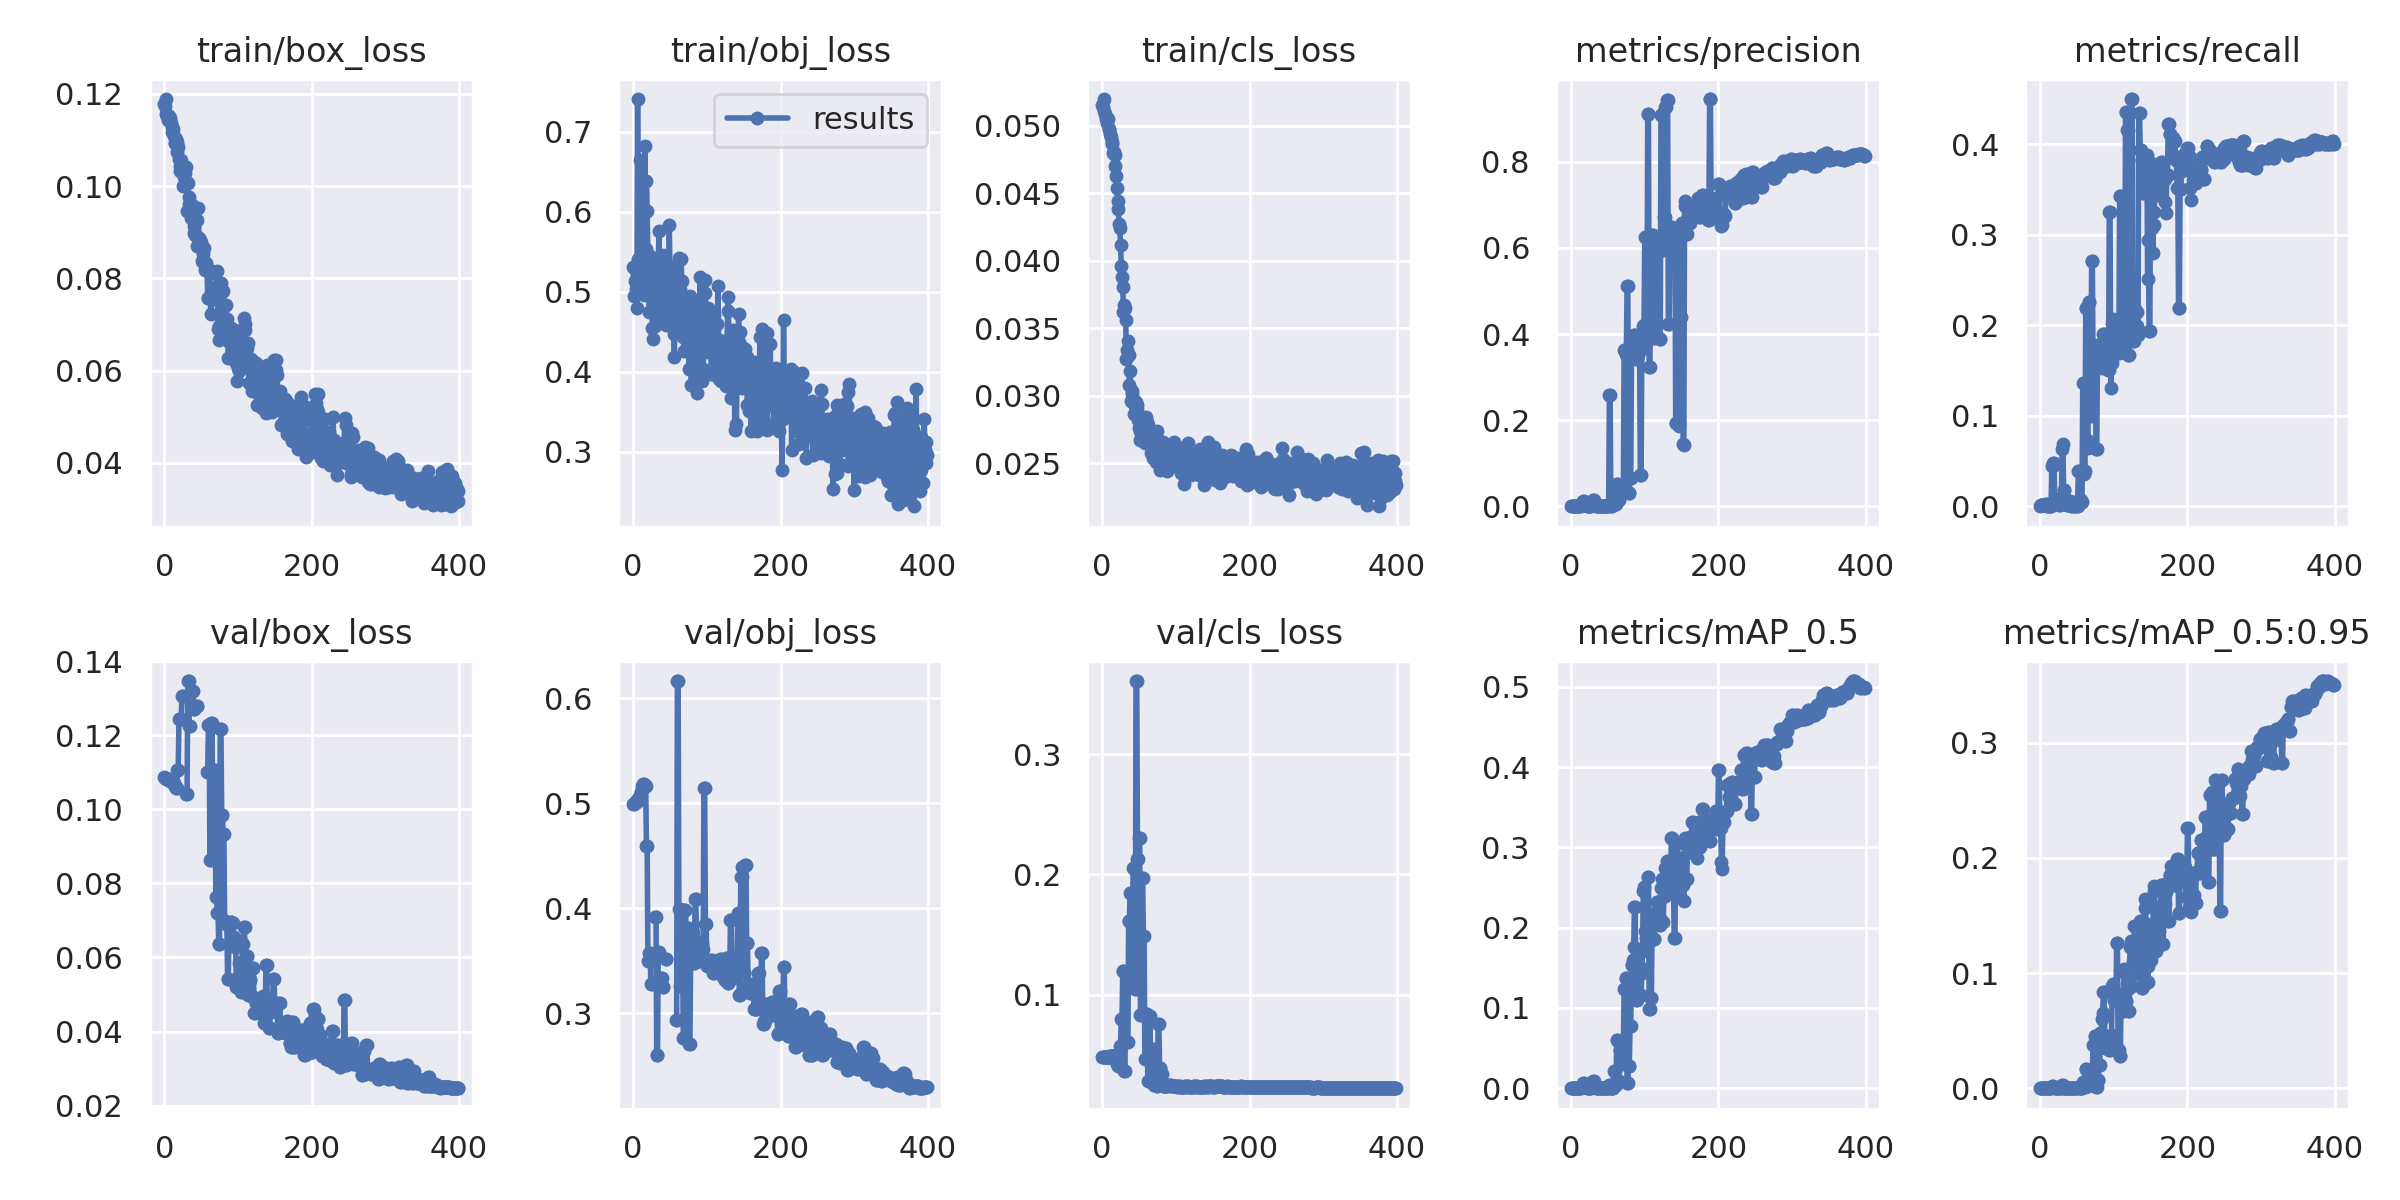 train/box_loss
0.12
0.10
0.08
0.06
0.04
0 200 400
train/obj_loss
results
0.7
0.6
0.5
0.4
0.3
0 200 400
train/cls_loss
0.050
0.045
0.040
0.035
0.030
0.025
0 200 400
metrics/precision
0.8
0.6
0.4
0.2
0.0
0 200 400
metrics/recall
0.4
0.3
0.2
0.1
0.0
0 200 400
val/box_loss
0.14
0.12
0.10
0.08
0.06
0.04
0.02
0 200 400
val/obj_loss
0.6
0.5
0.4
0.3
0 200 400
val/cls_loss
0.3
0.2
0.1
0 200 400
metrics/mAP_0.5
0.5
0.4
0.3
0.2
0.1
0.0
0 200 400
metrics/mAP_0.5:0.95
0.3
0.2
0.1
0.0
0 200 400